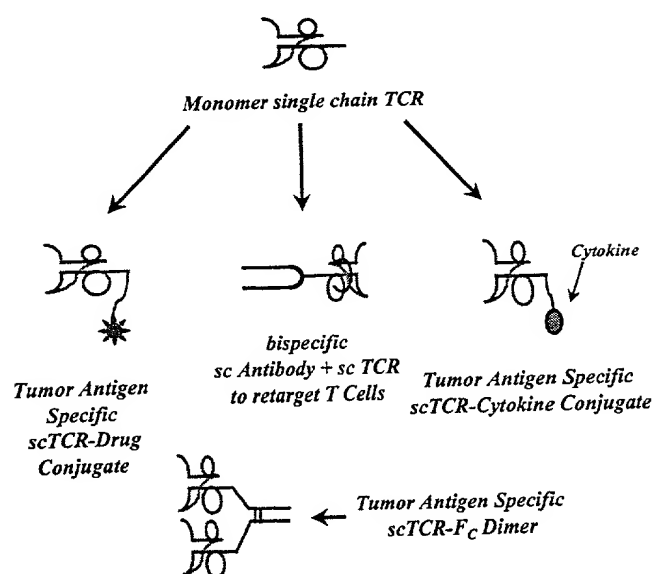 Monomer single chain TCR
Cytokine
bispecific
sc Antibody + sc TCR
to retarget T Cells
Tumor Antigen Specific
scTCR-Cytokine Conjugate
Tumor Antigen
Specific
scTCR-Drug
Conjugate
Tumor Antigen Specific
scTCR-FC Dimer